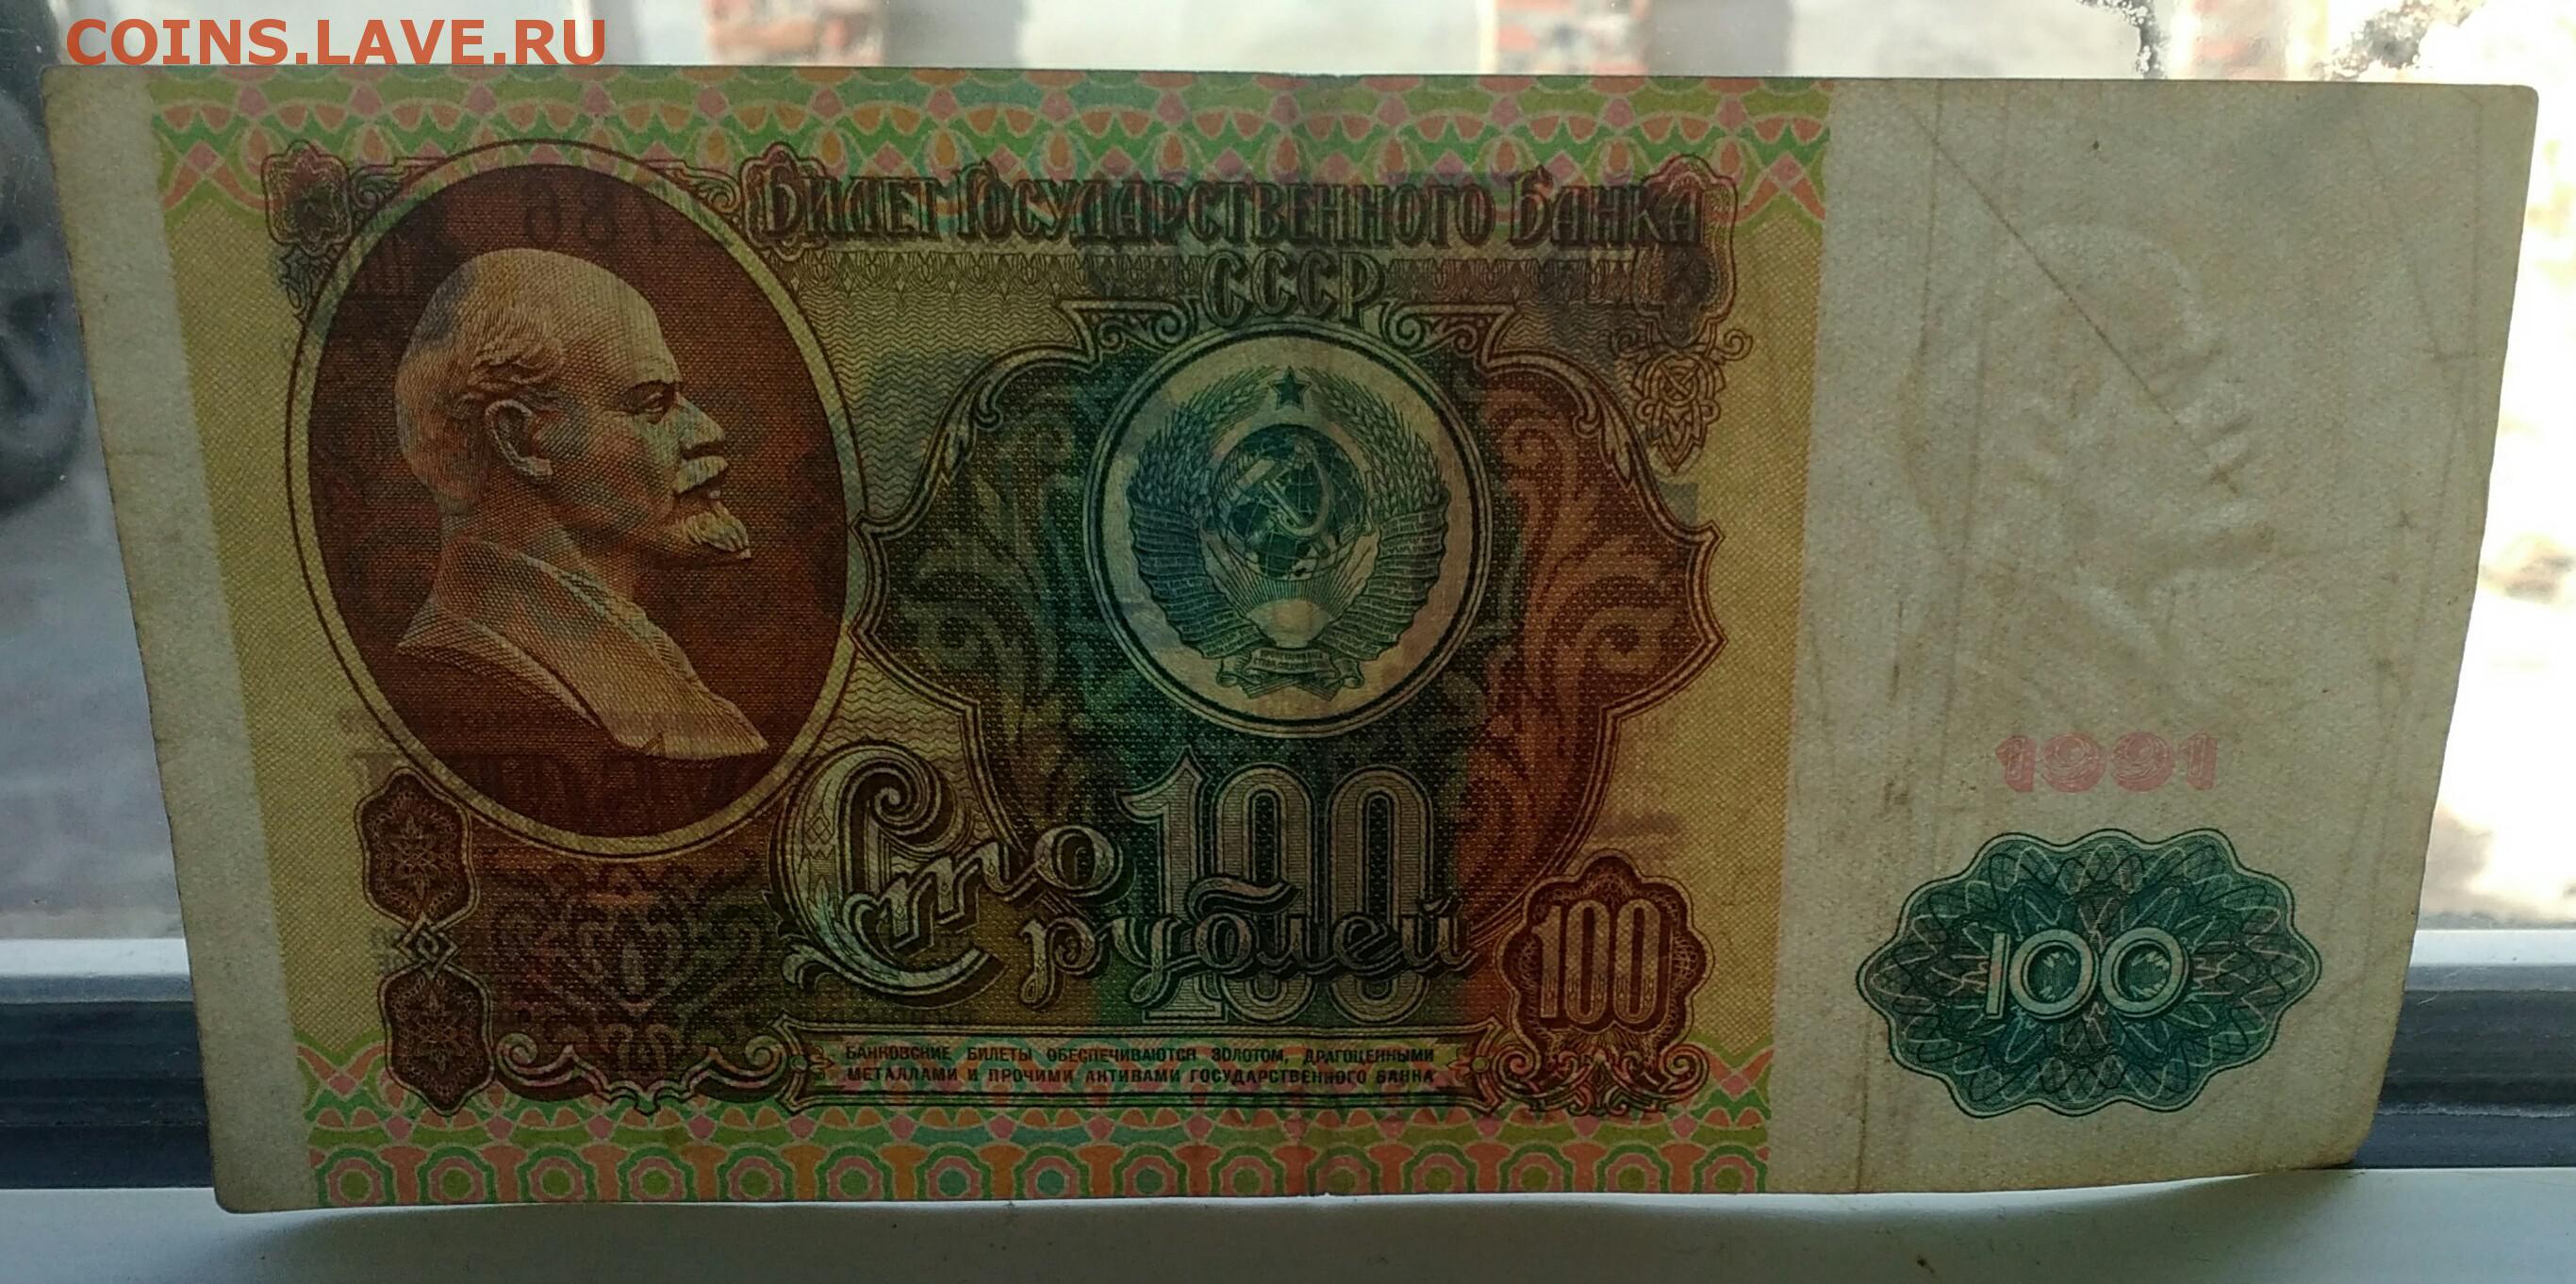 COINS.LAVE.RU
Билет Государственного Банка
СССР
1991
100
Сто
рублей
100
100
БАНКОВСКИЕ БИЛЕТЫ ОБЕСПЕЧИВАЮТСЯ ЗОЛОТОМ, ДРАГОЦЕННЫМИ
МЕТАЛЛАМИ И ПРОЧИМИ АКТИВАМИ ГОСУДАРСТВЕННОГО БАНКА